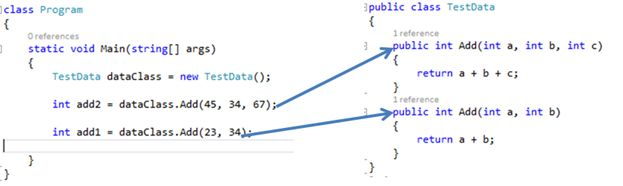 class Program
{
0 references
static void Main(string[] args)
{
TestData dataClass = new TestData();
int add2 = dataClass.Add(45, 34, 67);
int add1 = dataClass.Add(23, 34);
}
}
public class TestData
{
1 reference
public int Add(int a, int b, int c)
{
return a + b + c;
}
1 reference
public int Add(int a, int b)
{
return a + b;
}
}